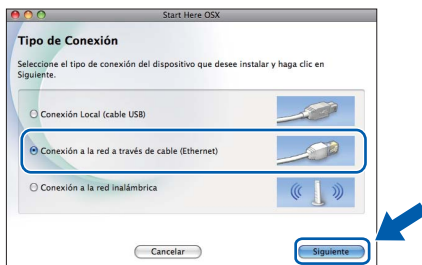 Start Here OSX
Tipo de Conexión
Seleccione el tipo de conexión del dispositivo que desee instalar y haga clic en
Siguiente.
Conexión Local (cable USB)
Conexión a la red a través de cable (Ethernet)
Conexión a la red inalámbrica
Cancelar
Siguiente